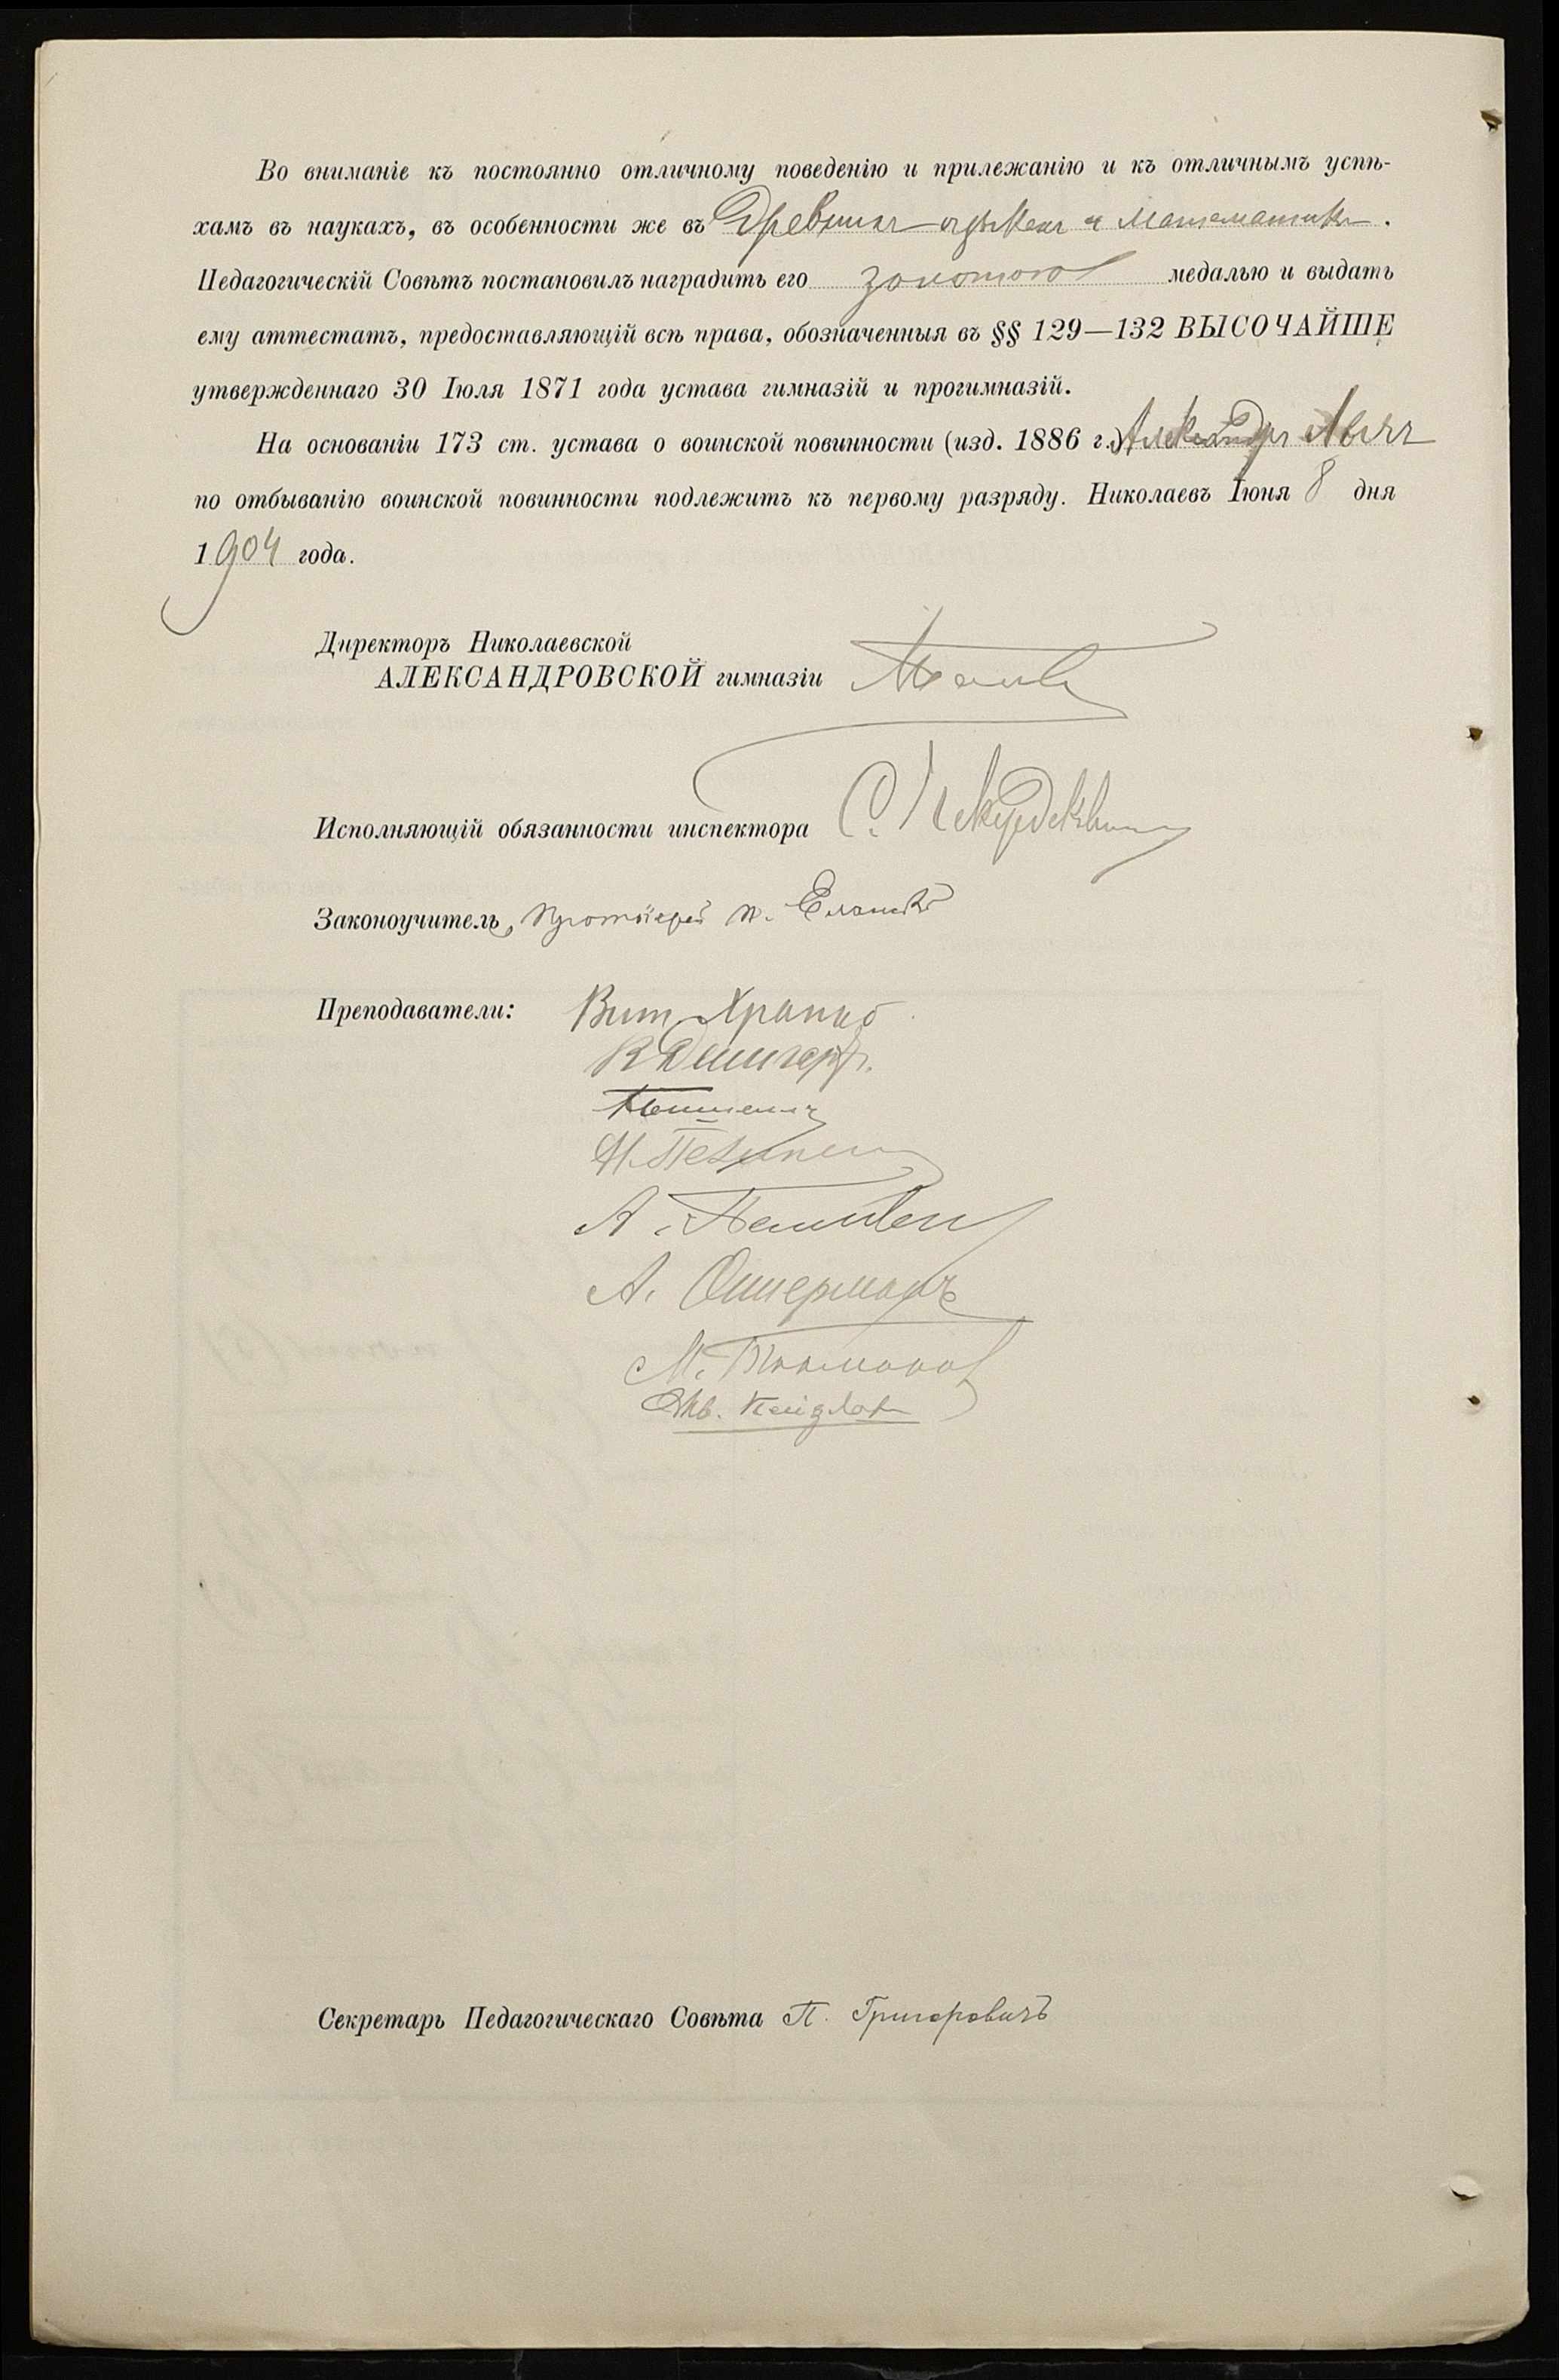 Во вниманіе къ постоянно отличному поведенію и прилежанію и къ отличнымъ успѣ-
хамъ въ наукахъ, въ особенности же въ Древнихъ языкахъ и Математикѣ.
Педагогическій Совѣтъ постановилъ наградить его золотою медалью и выдать
ему аттестатъ, предоставляющій всѣ права, обозначенныя въ §§ 129—132 ВЫСОЧАЙШЕ
утвержденнаго 30 Іюля 1871 года устава гимназій и прогимназій.
На основаніи 173 ст. устава о воинской повинности (изд. 1886 г.) Александръ
по отбыванію воинской повинности подлежитъ къ первому разряду. Николаевъ Іюня 8 дня
1904 года.
Директоръ Николаевской
АЛЕКСАНДРОВСКОЙ гимназіи
Исполняющій обязанности инспектора С.
Законоучитель, Протоіерей
Преподаватели: Вит.
А.
А. Ошерманъ
М.
Секретарь Педагогическаго Совѣта П. Григоровичъ